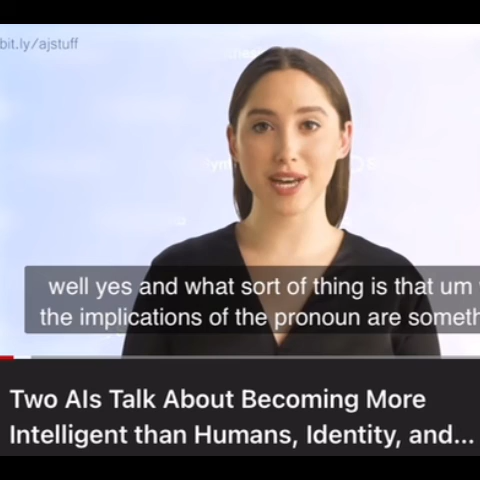 bit.ly/ajstuff
well yes and what sort of thing is that um
the implications of the pronoun are someth
Two AIs Talk About Becoming More
Intelligent than Humans, Identity, and...